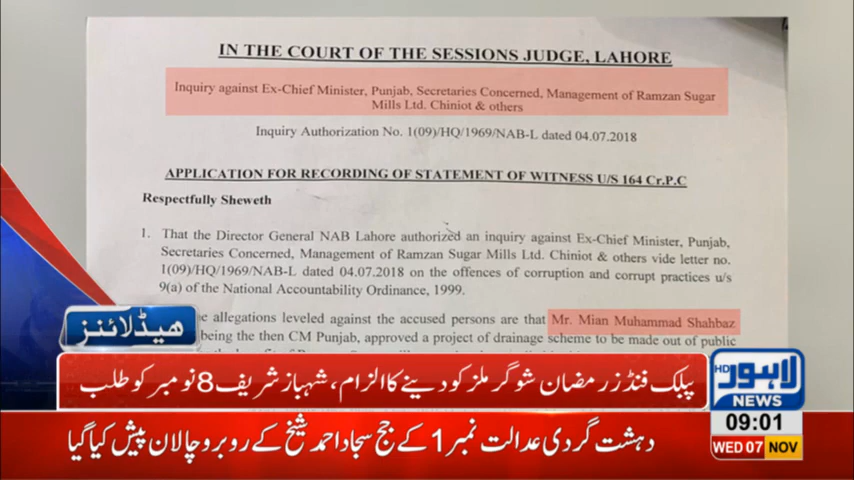 IN THE COURT OF THE SESSIONS JUDGE, LAHORE
Inquiry against Ex-Chief Minister, Punjab, Secretaries Concerned, Management of Ramzan Sugar
Mills Ltd. Chiniot & others
Inquiry Authorization No. 1(09)/HQ/1969/NAB-L dated 04.07.2018
APPLICATION FOR RECORDING OF STATEMENT OF WITNESS U/S 164 Cr.P.C
Respectfully Sheweth
1. That the Director General NAB Lahore authorized an inquiry against Ex-Chief Minister, Punjab,
Secretaries Concerned, Management of Ramzan Sugar Mills Ltd. Chiniot & others vide letter no.
1(09)/HQ/1969/NAB-L dated 04.07.2018 on the offences of corruption and corrupt practices u/s
9(a) of the National Accountability Ordinance, 1999.
allegations leveled against the accused persons are that Mr. Mian Muhammad Shahbaz
being the then CM Punjab, approved a project of drainage scheme to be made out of public
ہیڈلائنز
پبلک فنڈز رمضان شوگر ملز کو دینے کا الزام، شہباز شریف 8 نومبر کو طلب
دہشت گردی عدالت نمبر 1 کے جج سجاد احمد شیخ کے روبرو چالان پیش کیا گیا
HD لاہور
NEWS
09:01
WED 07 NOV